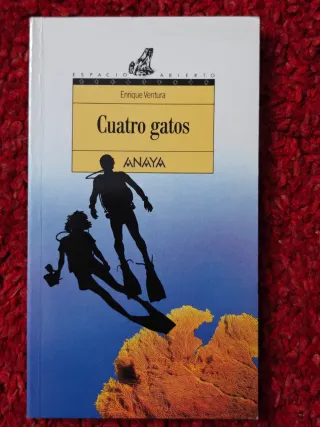 ESPACIO ABIERTO
Enrique Ventura
Cuatro gatos
ANAYA